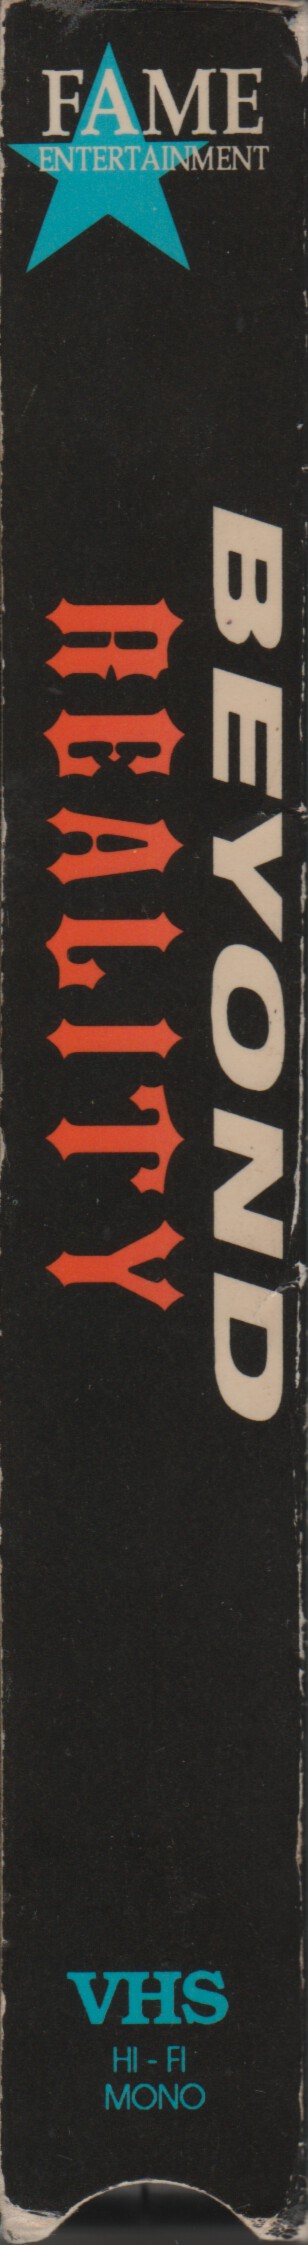 FAME
ENTERTAINMENT
BEYOND
REALITY
VHS
HI - FI
MONO